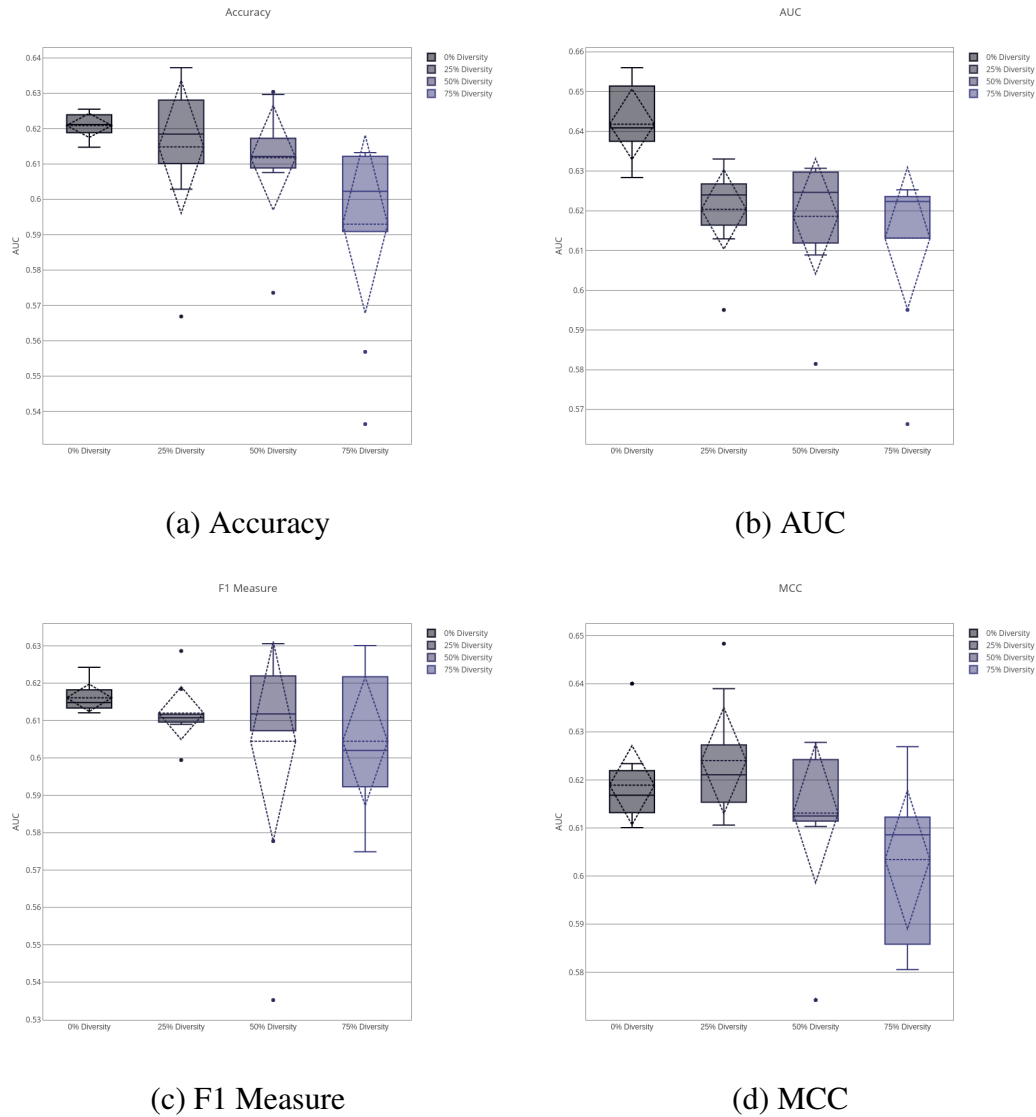 Accuracy
0.64
0.63
0.62
0.61
0.6
0.59
0.58
0.57
0.56
0.55
0.54
AUC
0% Diversity
25% Diversity
50% Diversity
75% Diversity
0% Diversity
25% Diversity
50% Diversity
75% Diversity
(a) Accuracy
AUC
0.66
0.65
0.64
0.63
0.62
0.61
0.6
0.59
0.58
0.57
AUC
0% Diversity
25% Diversity
50% Diversity
75% Diversity
0% Diversity
25% Diversity
50% Diversity
75% Diversity
(b) AUC
F1 Measure
0.63
0.62
0.61
0.6
0.59
0.58
0.57
0.56
0.55
0.54
0.53
AUC
0% Diversity
25% Diversity
50% Diversity
75% Diversity
0% Diversity
25% Diversity
50% Diversity
75% Diversity
(c) F1 Measure
MCC
0.65
0.64
0.63
0.62
0.61
0.6
0.59
0.58
AUC
0% Diversity
25% Diversity
50% Diversity
75% Diversity
0% Diversity
25% Diversity
50% Diversity
75% Diversity
(d) MCC